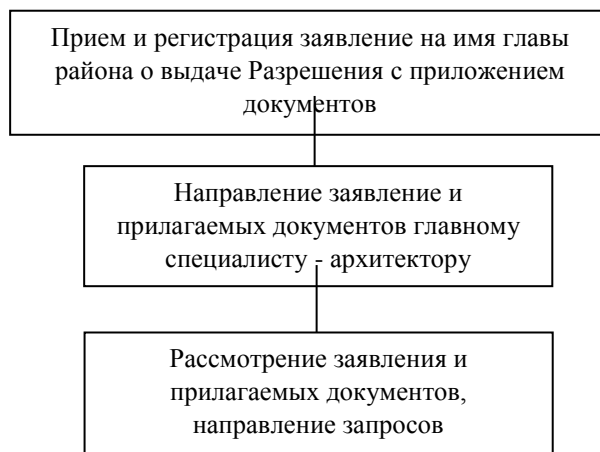 Прием и регистрация заявление на имя главы
района о выдаче Разрешения с приложением
документов
Направление заявление и
прилагаемых документов главному
специалисту - архитектору
Рассмотрение заявления и
прилагаемых документов,
направление запросов